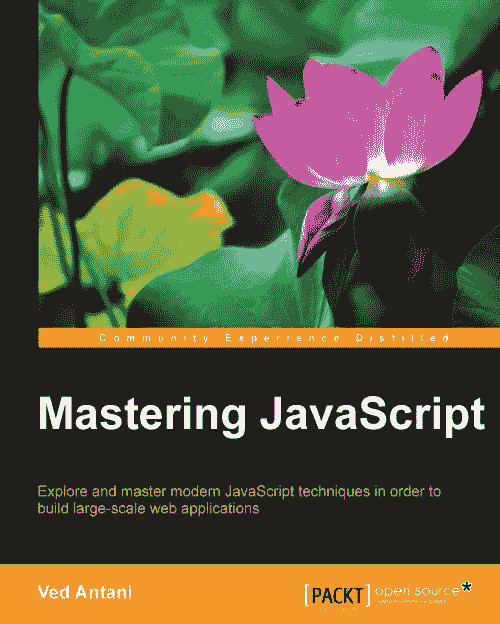 Community Experience Distilled
Mastering JavaScript
Explore and master modern JavaScript techniques in order to
build large-scale web applications
Ved Antani
[PACKT] open source*